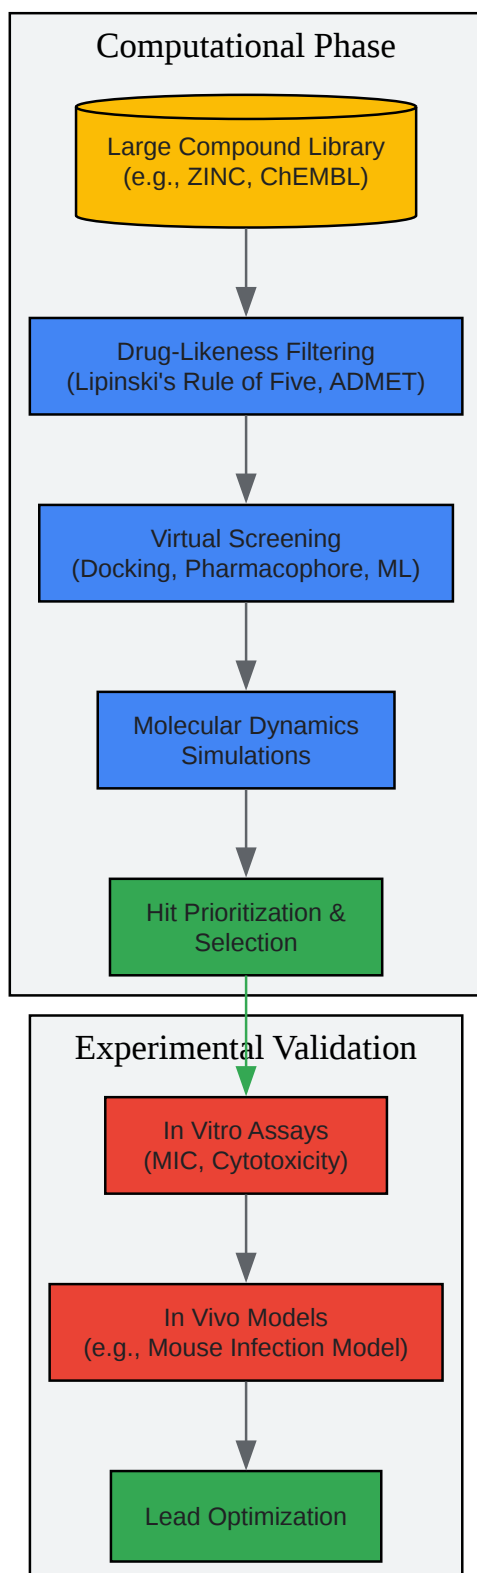 Computational Phase
Large Compound Library
(e.g., ZINC, ChEMBL)
Drug-Likeness Filtering
(Lipinski's Rule of Five, ADMET)
Virtual Screening
(Docking, Pharmacophore, ML)
Molecular Dynamics
Simulations
Hit Prioritization &
Selection
Experimental Validation
In Vitro Assays
(MIC, Cytotoxicity)
In Vivo Models
(e.g., Mouse Infection Model)
Lead Optimization